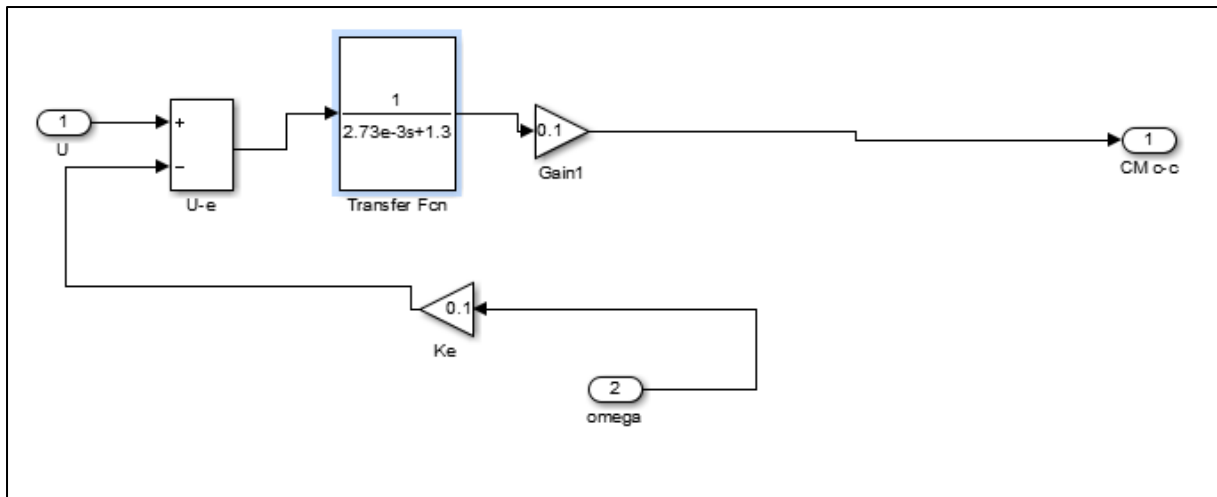 1
U
+
−
U-e
1
2.73e-3s+1.3
Transfer Fcn
0.1
Gain1
1
CM c-c
0.1
Ke
2
omega